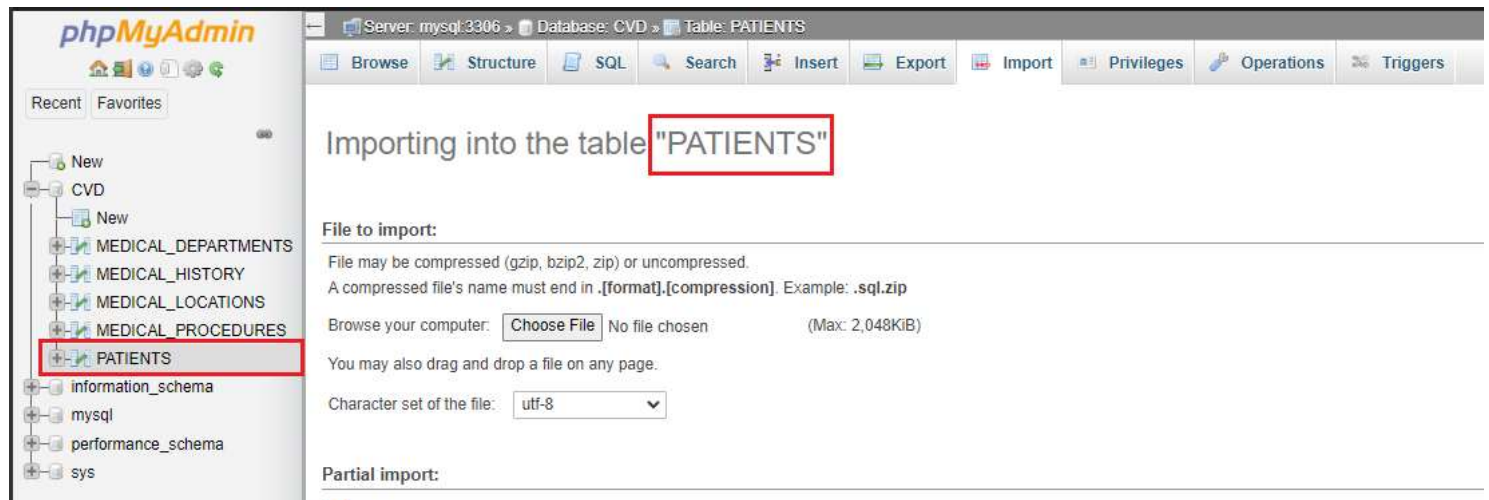 phpMyAdmin
Recent Favorites
New
CVD
New
MEDICAL_DEPARTMENTS
MEDICAL_HISTORY
MEDICAL_LOCATIONS
MEDICAL_PROCEDURES
PATIENTS
information_schema
mysql
performance_schema
sys
Server: mysql:3306 » Database: CVD » Table: PATIENTS
Browse Structure SQL Search Insert Export Import Privileges Operations Triggers
Importing into the table "PATIENTS"
File to import:
File may be compressed (gzip, bzip2, zip) or uncompressed.
A compressed file's name must end in .[format].[compression]. Example: .sql.zip
Browse your computer: Choose File No file chosen (Max: 2,048KiB)
You may also drag and drop a file on any page.
Character set of the file: utf-8
Partial import: